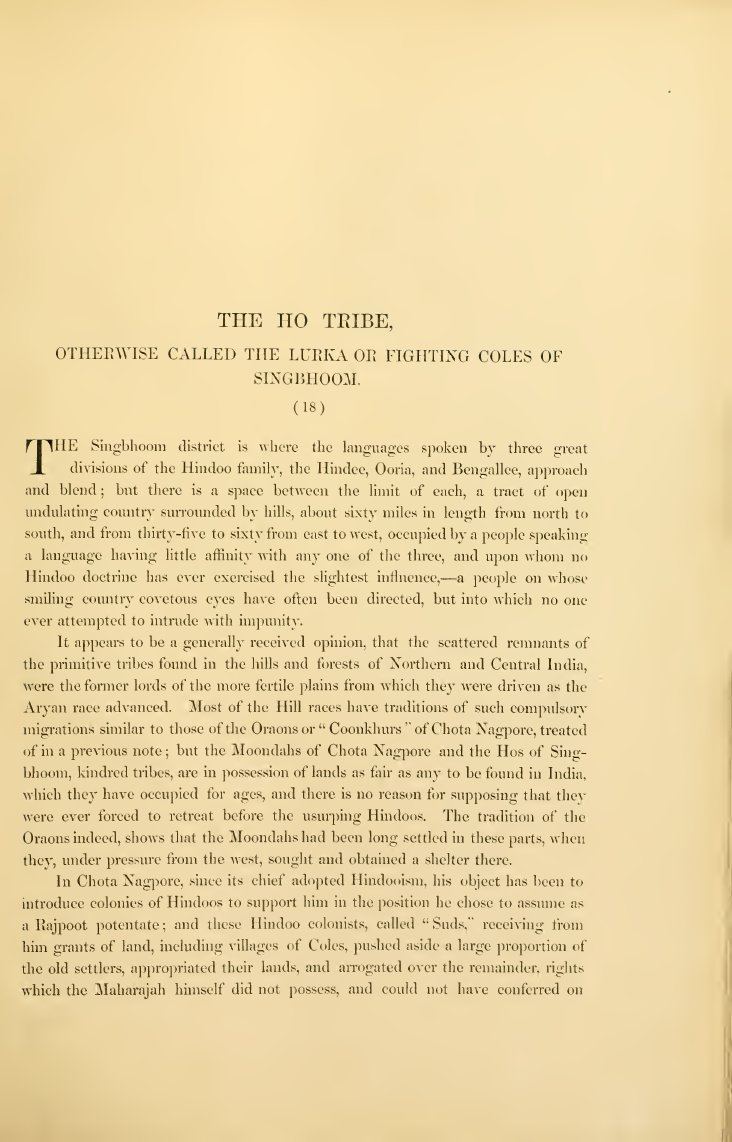 THE HO TRIBE,
OTHERWISE CALLED THE LURKA OR FIGHTING COLES OF
SINGBHOOM.
(18)
THE Singbhoom district is where the languages spoken by three great
divisions of the Hindoo family, the Hindee, Ooria, and Bengallee, approach
and blend; but there is a space between the limit of each, a tract of open
undulating country surrounded by hills, about sixty miles in length from north to
south, and from thirty-five to sixty from east to west, occupied by a people speaking
a language having little affinity with any one of the three, and upon whom no
Hindoo doctrine has ever exercised the slightest influence,—a people on whose
smiling country covetous eyes have often been directed, but into which no one
ever attempted to intrude with impunity.
It appears to be a generally received opinion, that the scattered remnants of
the primitive tribes found in the hills and forests of Northern and Central India,
were the former lords of the more fertile plains from which they were driven as the
Aryan race advanced. Most of the Hill races have traditions of such compulsory
migrations similar to those of the Oraons or "Coonkhurs" of Chota Nagpore, treated
of in a previous note; but the Moondahs of Chota Nagpore and the Hos of Sing-
bhoom, kindred tribes, are in possession of lands as fair as any to be found in India,
which they have occupied for ages, and there is no reason for supposing that they
were ever forced to retreat before the usurping Hindoos. The tradition of the
Oraons indeed, shows that the Moondahs had been long settled in these parts, when
they, under pressure from the west, sought and obtained a shelter there.
In Chota Nagpore, since its chief adopted Hindooism, his object has been to
introduce colonies of Hindoos to support him in the position he chose to assume as
a Rajpoot potentate; and these Hindoo colonists, called "Suds," receiving from
him grants of land, including villages of Coles, pushed aside a large proportion of
the old settlers, appropriated their lands, and arrogated over the remainder, rights
which the Maharajah himself did not possess, and could not have conferred on